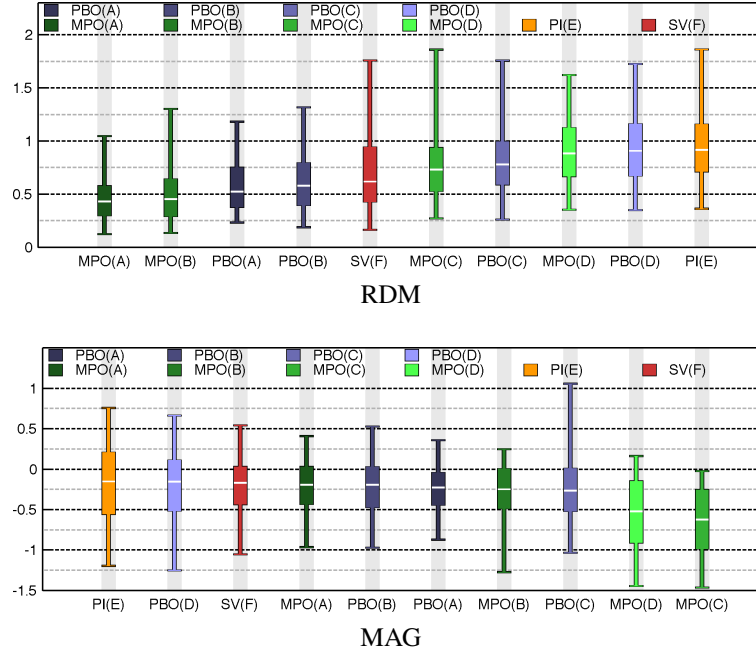 PBO(A) PBO(B) PBO(C) PBO(D)
MPO(A) MPO(B) MPO(C) MPO(D) PI(E) SV(F)
2
1.5
1
0.5
0
MPO(A) MPO(B) PBO(A) PBO(B) SV(F) MPO(C) PBO(C) MPO(D) PBO(D) PI(E)
RDM
PBO(A) PBO(B) PBO(C) PBO(D)
MPO(A) MPO(B) MPO(C) MPO(D) PI(E) SV(F)
1
0.5
0
-0.5
-1
-1.5
PI(E) PBO(D) SV(F) MPO(A) PBO(B) PBO(A) MPO(B) PBO(C) MPO(D) MPO(C)
MAG